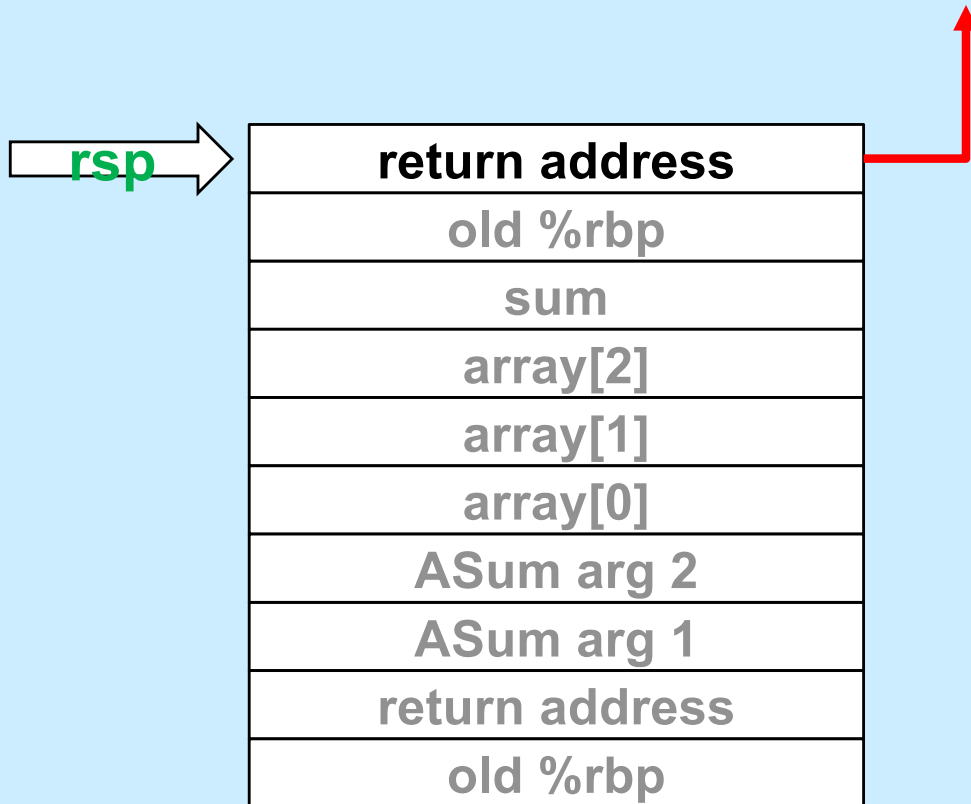 rsp
return address
old %rbp
sum
array[2]
array[1]
array[0]
ASum arg 2
ASum arg 1
return address
old %rbp